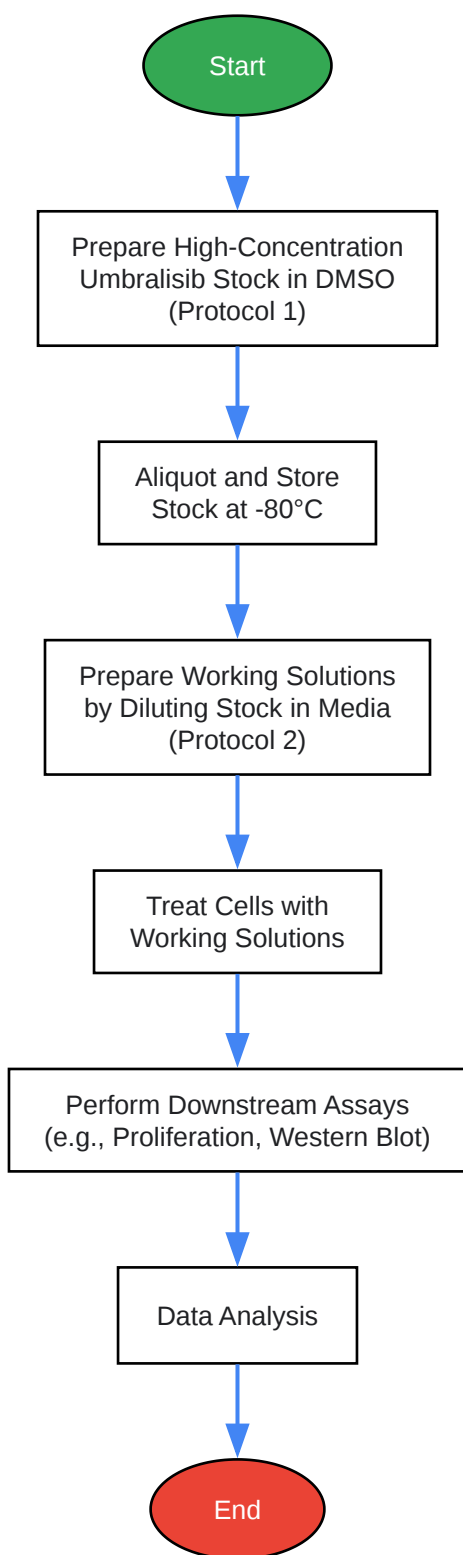 Start
Prepare High-Concentration
Umbralisib Stock in DMSO
(Protocol 1)
Aliquot and Store
Stock at -80°C
Prepare Working Solutions
by Diluting Stock in Media
(Protocol 2)
Treat Cells with
Working Solutions
Perform Downstream Assays
(e.g., Proliferation, Western Blot)
Data Analysis
End